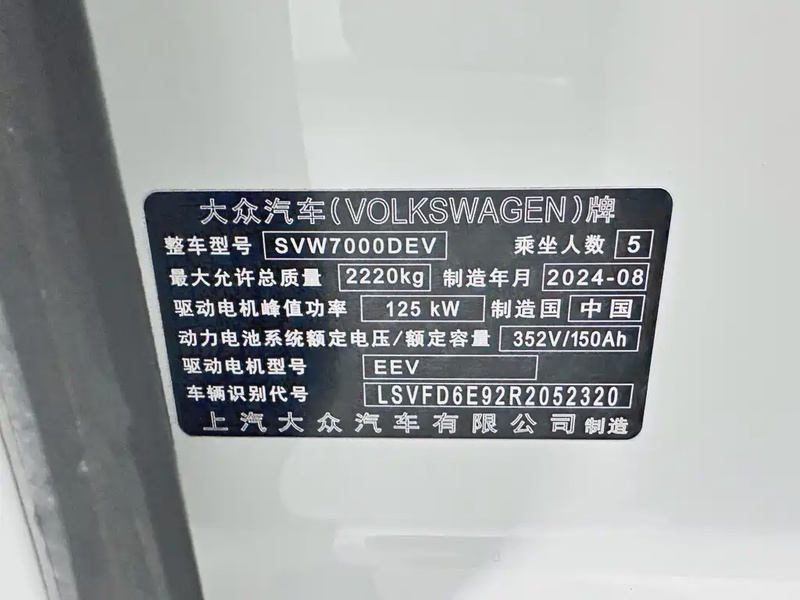 大众汽车(VOLKSWAGEN)牌
整车型号 SVW7000DEV 乘坐人数 5
最大允许总质量 2220kg 制造年月 2024-08
驱动电机峰值功率 125 kW 制造国 中国
动力电池系统额定电压/额定容量 352V/150Ah
驱动电机型号 EEV
车辆识别代号 LSVFD6E92R2052320
上汽大众汽车有限公司 制造